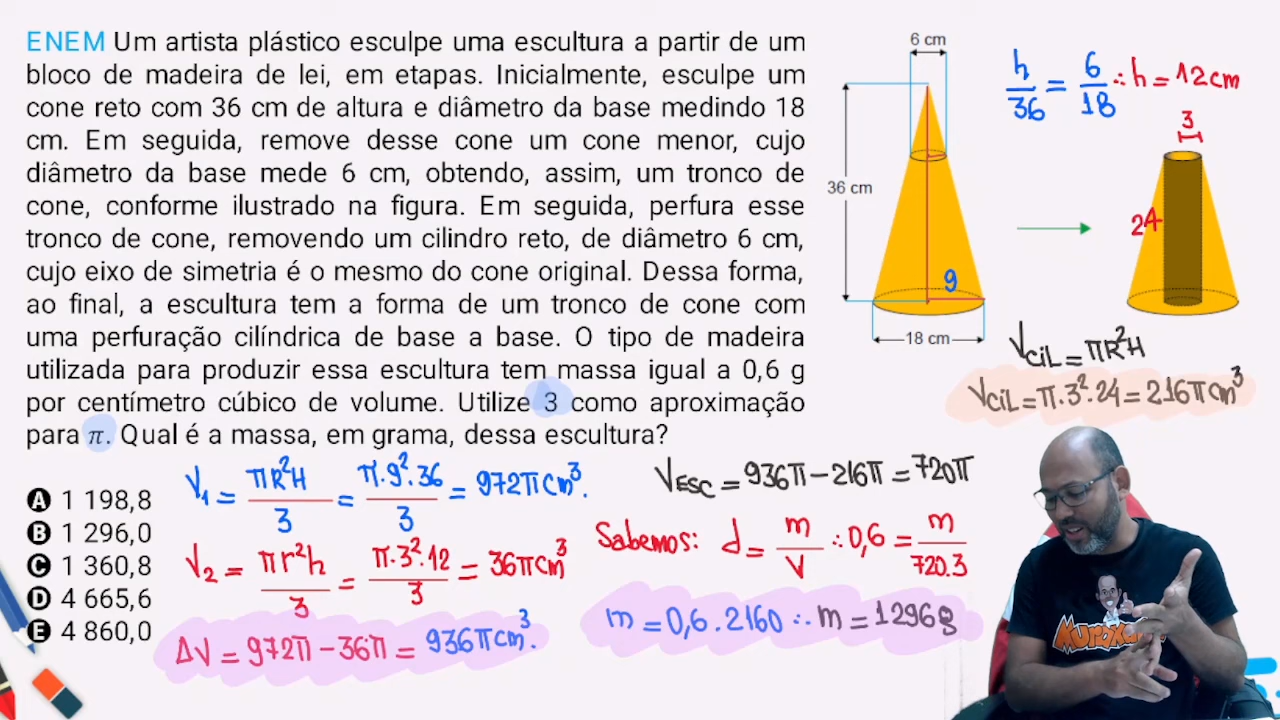 ENEM Um artista plástico esculpe uma escultura a partir de um
bloco de madeira de lei, em etapas. Inicialmente, esculpe um
cone reto com 36 cm de altura e diâmetro da base medindo 18
cm. Em seguida, remove desse cone um cone menor, cujo
diâmetro da base mede 6 cm, obtendo, assim, um tronco de
cone, conforme ilustrado na figura. Em seguida, perfura esse
tronco de cone, removendo um cilindro reto, de diâmetro 6 cm,
cujo eixo de simetria é o mesmo do cone original. Dessa forma,
ao final, a escultura tem a forma de um tronco de cone com
uma perfuração cilíndrica de base a base. O tipo de madeira
utilizada para produzir essa escultura tem massa igual a 0,6 g
por centímetro cúbico de volume. Utilize 3 como aproximação
para π. Qual é a massa, em grama, dessa escultura?
A 1 198,8
B 1 296,0
C 1 360,8
D 4 665,6
E 4 860,0
6 cm
36 cm
9
18 cm
h/36 = 6/18 ∴ h = 12 cm
3
24
V_CiL = πR²H
V_CiL = π.3².24 = 216π cm³
V₁ = πR²H/3 = π.9².36/3 = 972π cm³.
V₂ = πr²h/3 = π.3².12/3 = 36π cm³
ΔV = 972π − 36π = 936π cm³.
V_ESC = 936π − 216π = 720π
Sabemos: d = m/V ∴ 0,6 = m/720.3
m = 0,6 . 2160 ∴ m = 1296g